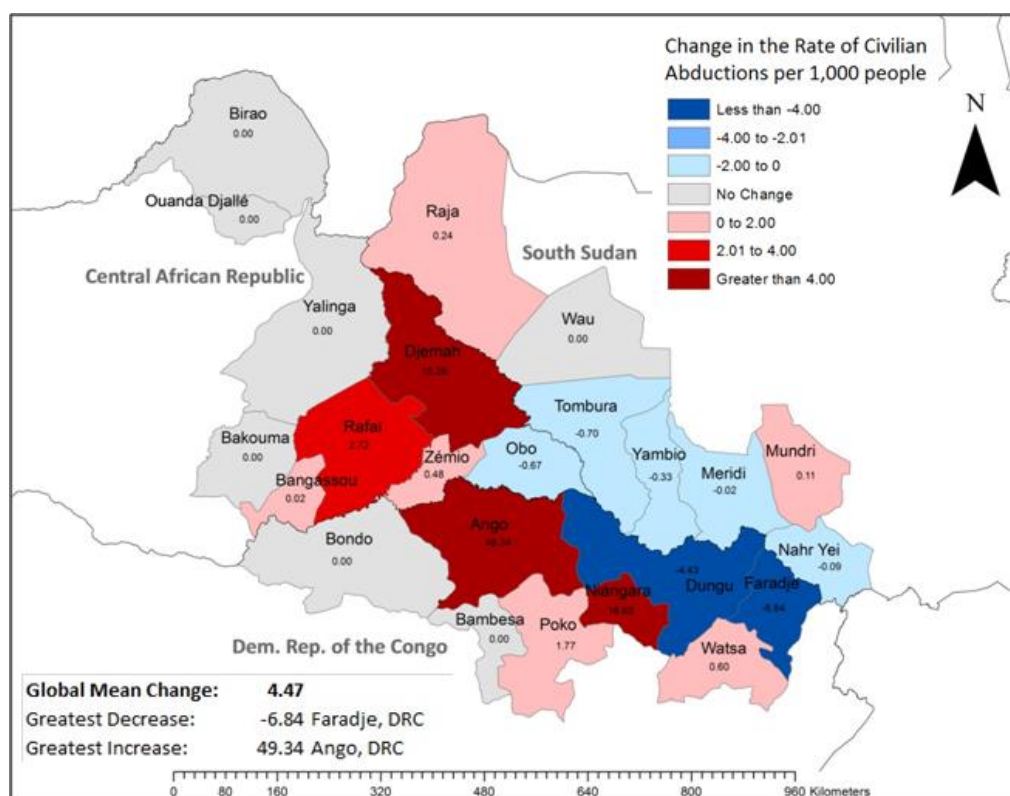 Change in the Rate of Civilian
Abductions per 1,000 people
Less than -4.00
-4.00 to -2.01
-2.00 to 0
No Change
0 to 2.00
2.01 to 4.00
Greater than 4.00
N
Birao
0.00
Ouanda Djallé
0.00
Raja
0.24
South Sudan
Central African Republic
Yalinga
0.00
Wau
0.00
Djemah
Tombura
-0.70
Rafai
2.72
Bakouma
0.00
Obo
-0.67
Zémio
0.48
Yambio
-0.33
Meridi
-0.02
Mundri
0.11
Bangassou
0.02
Ango
Bondo
0.00
Nahr Yei
-0.09
-4.43
Dungu
Faradje
-6.84
Niangara
Bambesa
0.00
Poko
1.77
Watsa
0.60
Dem. Rep. of the Congo
Global Mean Change: 4.47
Greatest Decrease: -6.84 Faradje, DRC
Greatest Increase: 49.34 Ango, DRC
0 80 160 320 480 640 800 960 Kilometers